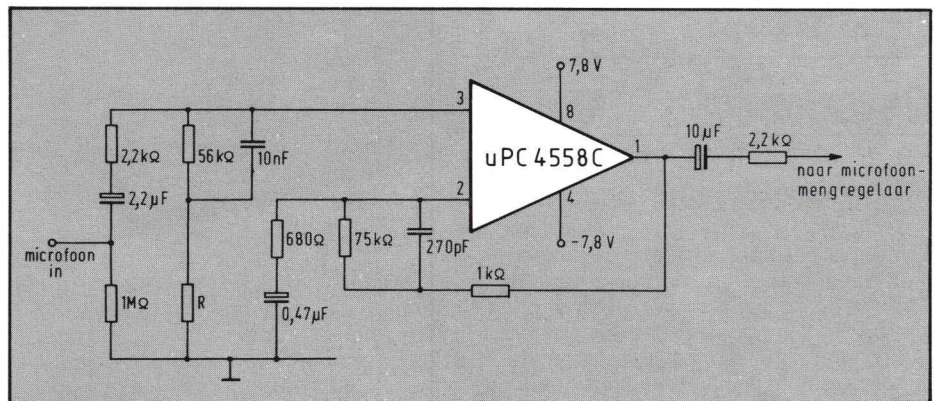 7,8 V
3
8
2,2kΩ
56kΩ
10nF
uPC 4558C
1
10µF
2,2kΩ
naar microfoon-
mengregelaar
2,2µF
2
4
680Ω
75kΩ
270pF
-7,8 V
microfoon
in
1kΩ
1MΩ
R
0,47µF